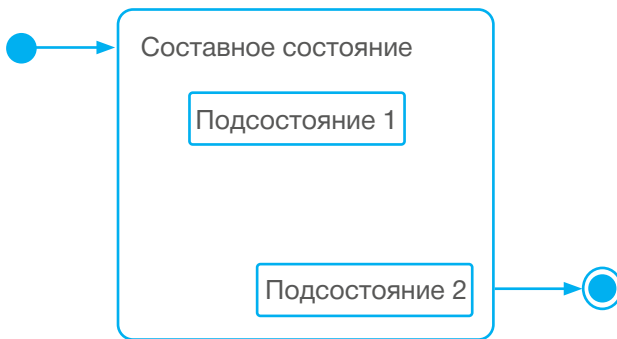 Составное состояние
Подсостояние 1
Подсостояние 2